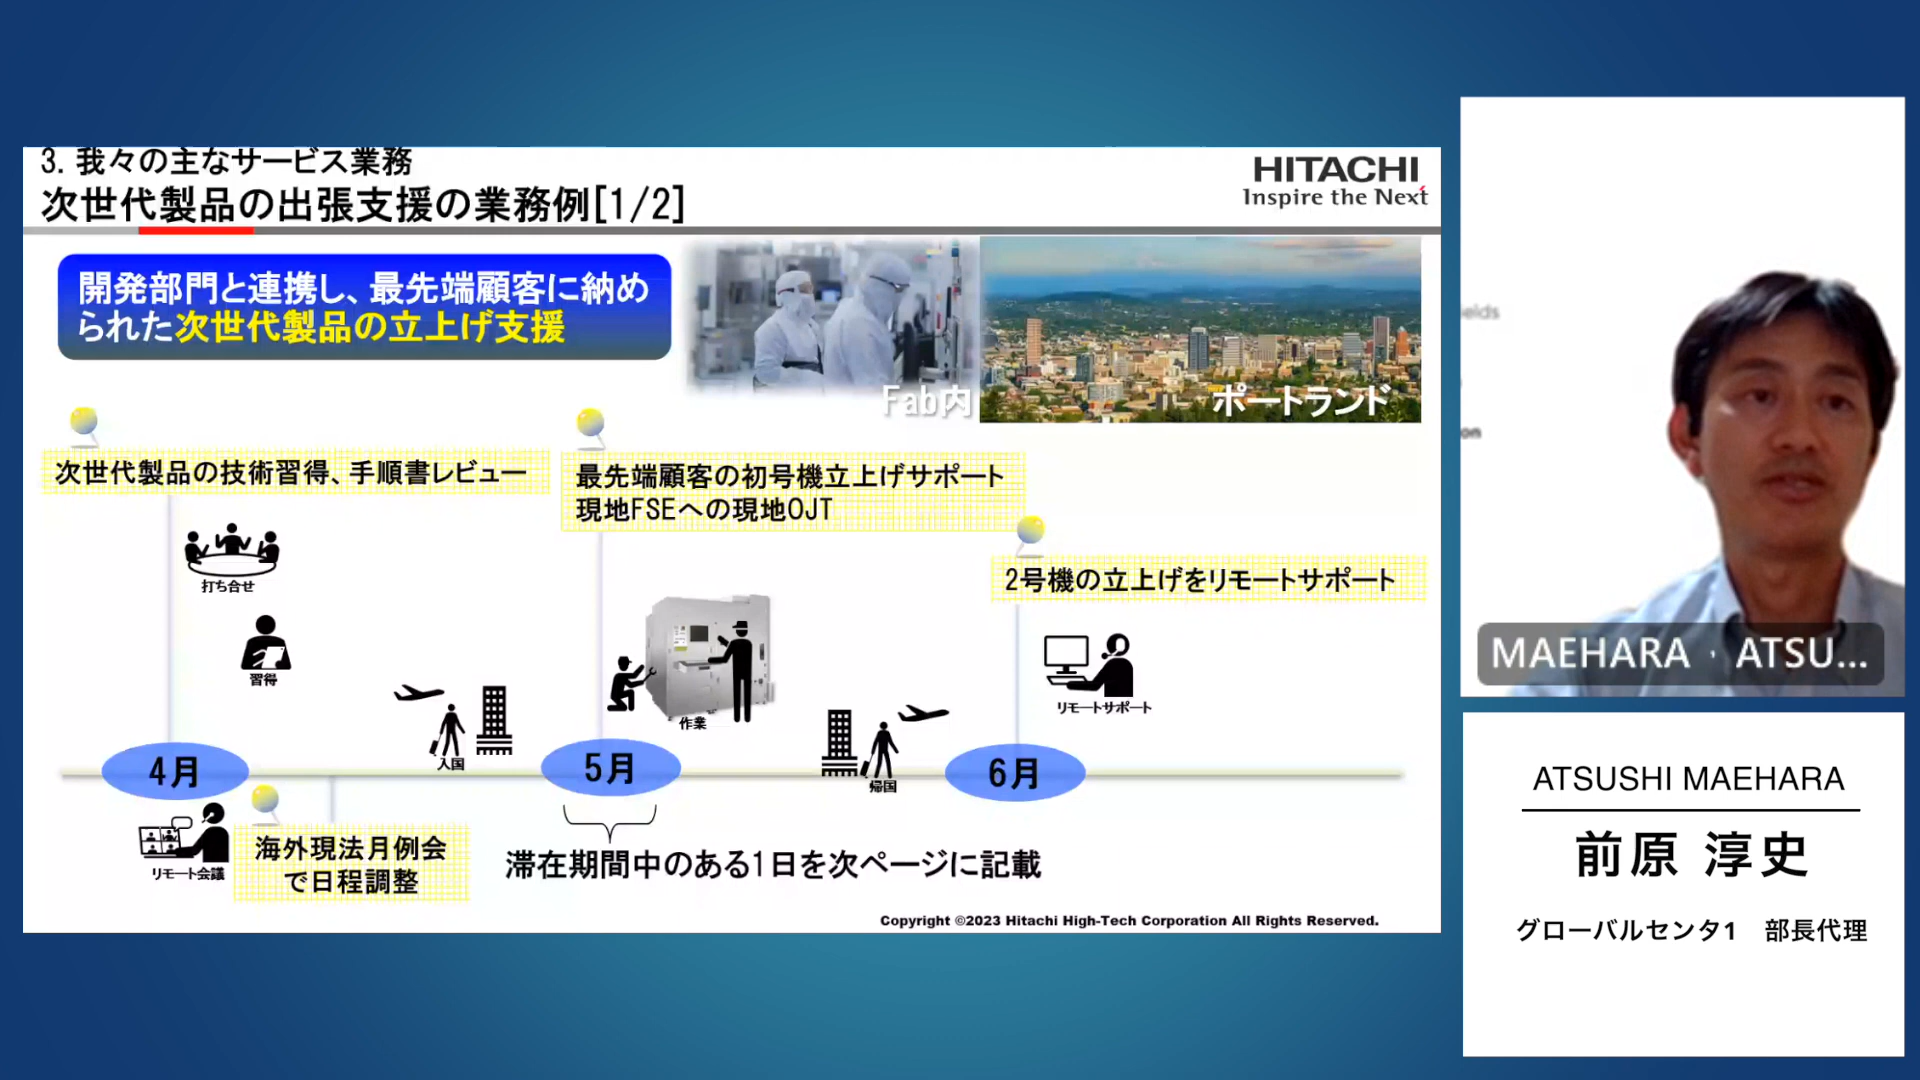 3. 我々の主なサービス業務
次世代製品の出張支援の業務例[1/2]
HITACHI
Inspire the Next
開発部門と連携し、最先端顧客に納め
られた次世代製品の立上げ支援
Fab内
ポートランド
次世代製品の技術習得、手順書レビュー
最先端顧客の初号機立上げサポート
現地FSEへの現地OJT
2号機の立上げをリモートサポート
打ち合せ
習得
入国
作業
帰国
リモートサポート
4月
5月
6月
リモート会議
海外現法月例会
で日程調整
滞在期間中のある1日を次ページに記載
Copyright ©2023 Hitachi High-Tech Corporation All Rights Reserved.
elds
on
MAEHARA・ATSU...
ATSUSHI MAEHARA
前原 淳史
グローバルセンタ1 部長代理